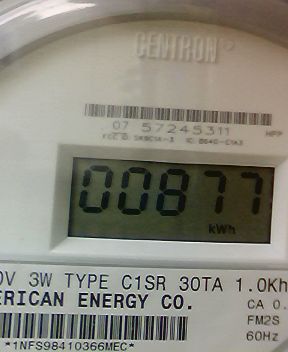 CENTRON®
07 57245311
HPP
00877
kWh
0V 3W TYPE C1SR 30TA 1.0Kh
ERICAN ENERGY CO.
CA 0.
FM2S
60Hz
*1NFS98410366MEC*